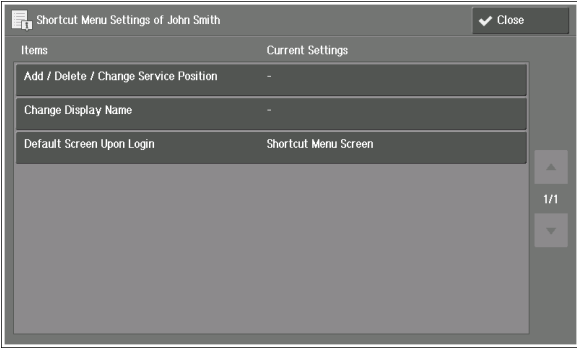 Shortcut Menu Settings of John Smith
Close
Items Current Settings
Add / Delete / Change Service Position -
Change Display Name -
Default Screen Upon Login Shortcut Menu Screen
1/1